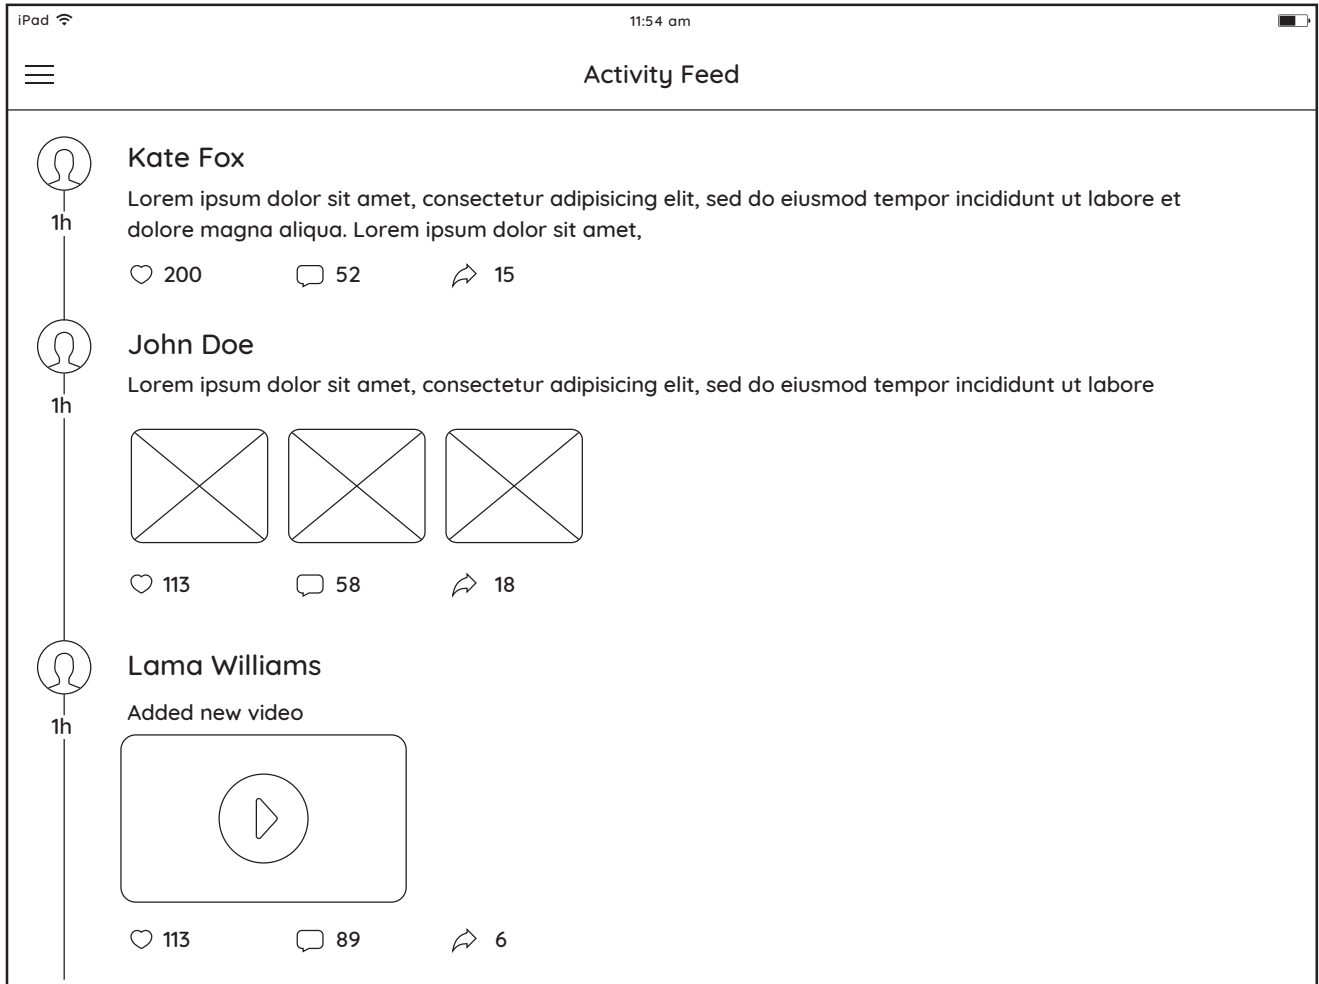 iPad
11:54 am
Activity Feed
Kate Fox
Lorem ipsum dolor sit amet, consectetur adipisicing elit, sed do eiusmod tempor incididunt ut labore et
dolore magna aliqua. Lorem ipsum dolor sit amet,
1h
200 52 15
John Doe
Lorem ipsum dolor sit amet, consectetur adipisicing elit, sed do eiusmod tempor incididunt ut labore
1h
113 58 18
Lama Williams
Added new video
1h
113 89 6